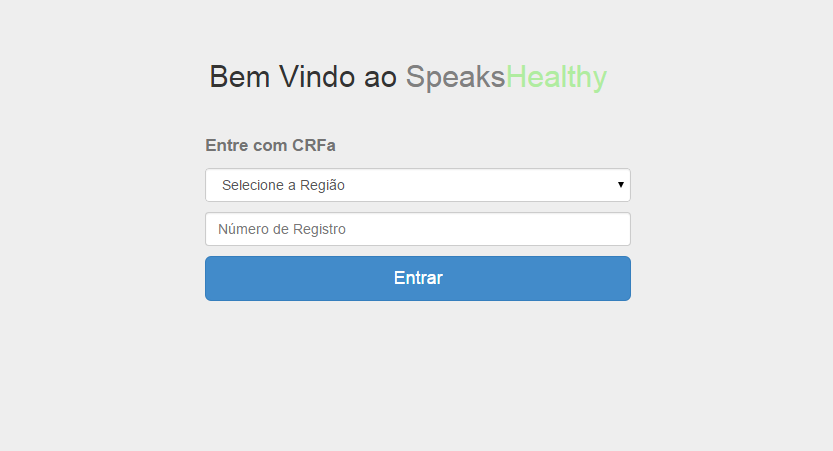 Bem Vindo ao SpeaksHealthy
Entre com CRFa
Selecione a Região
Número de Registro
Entrar